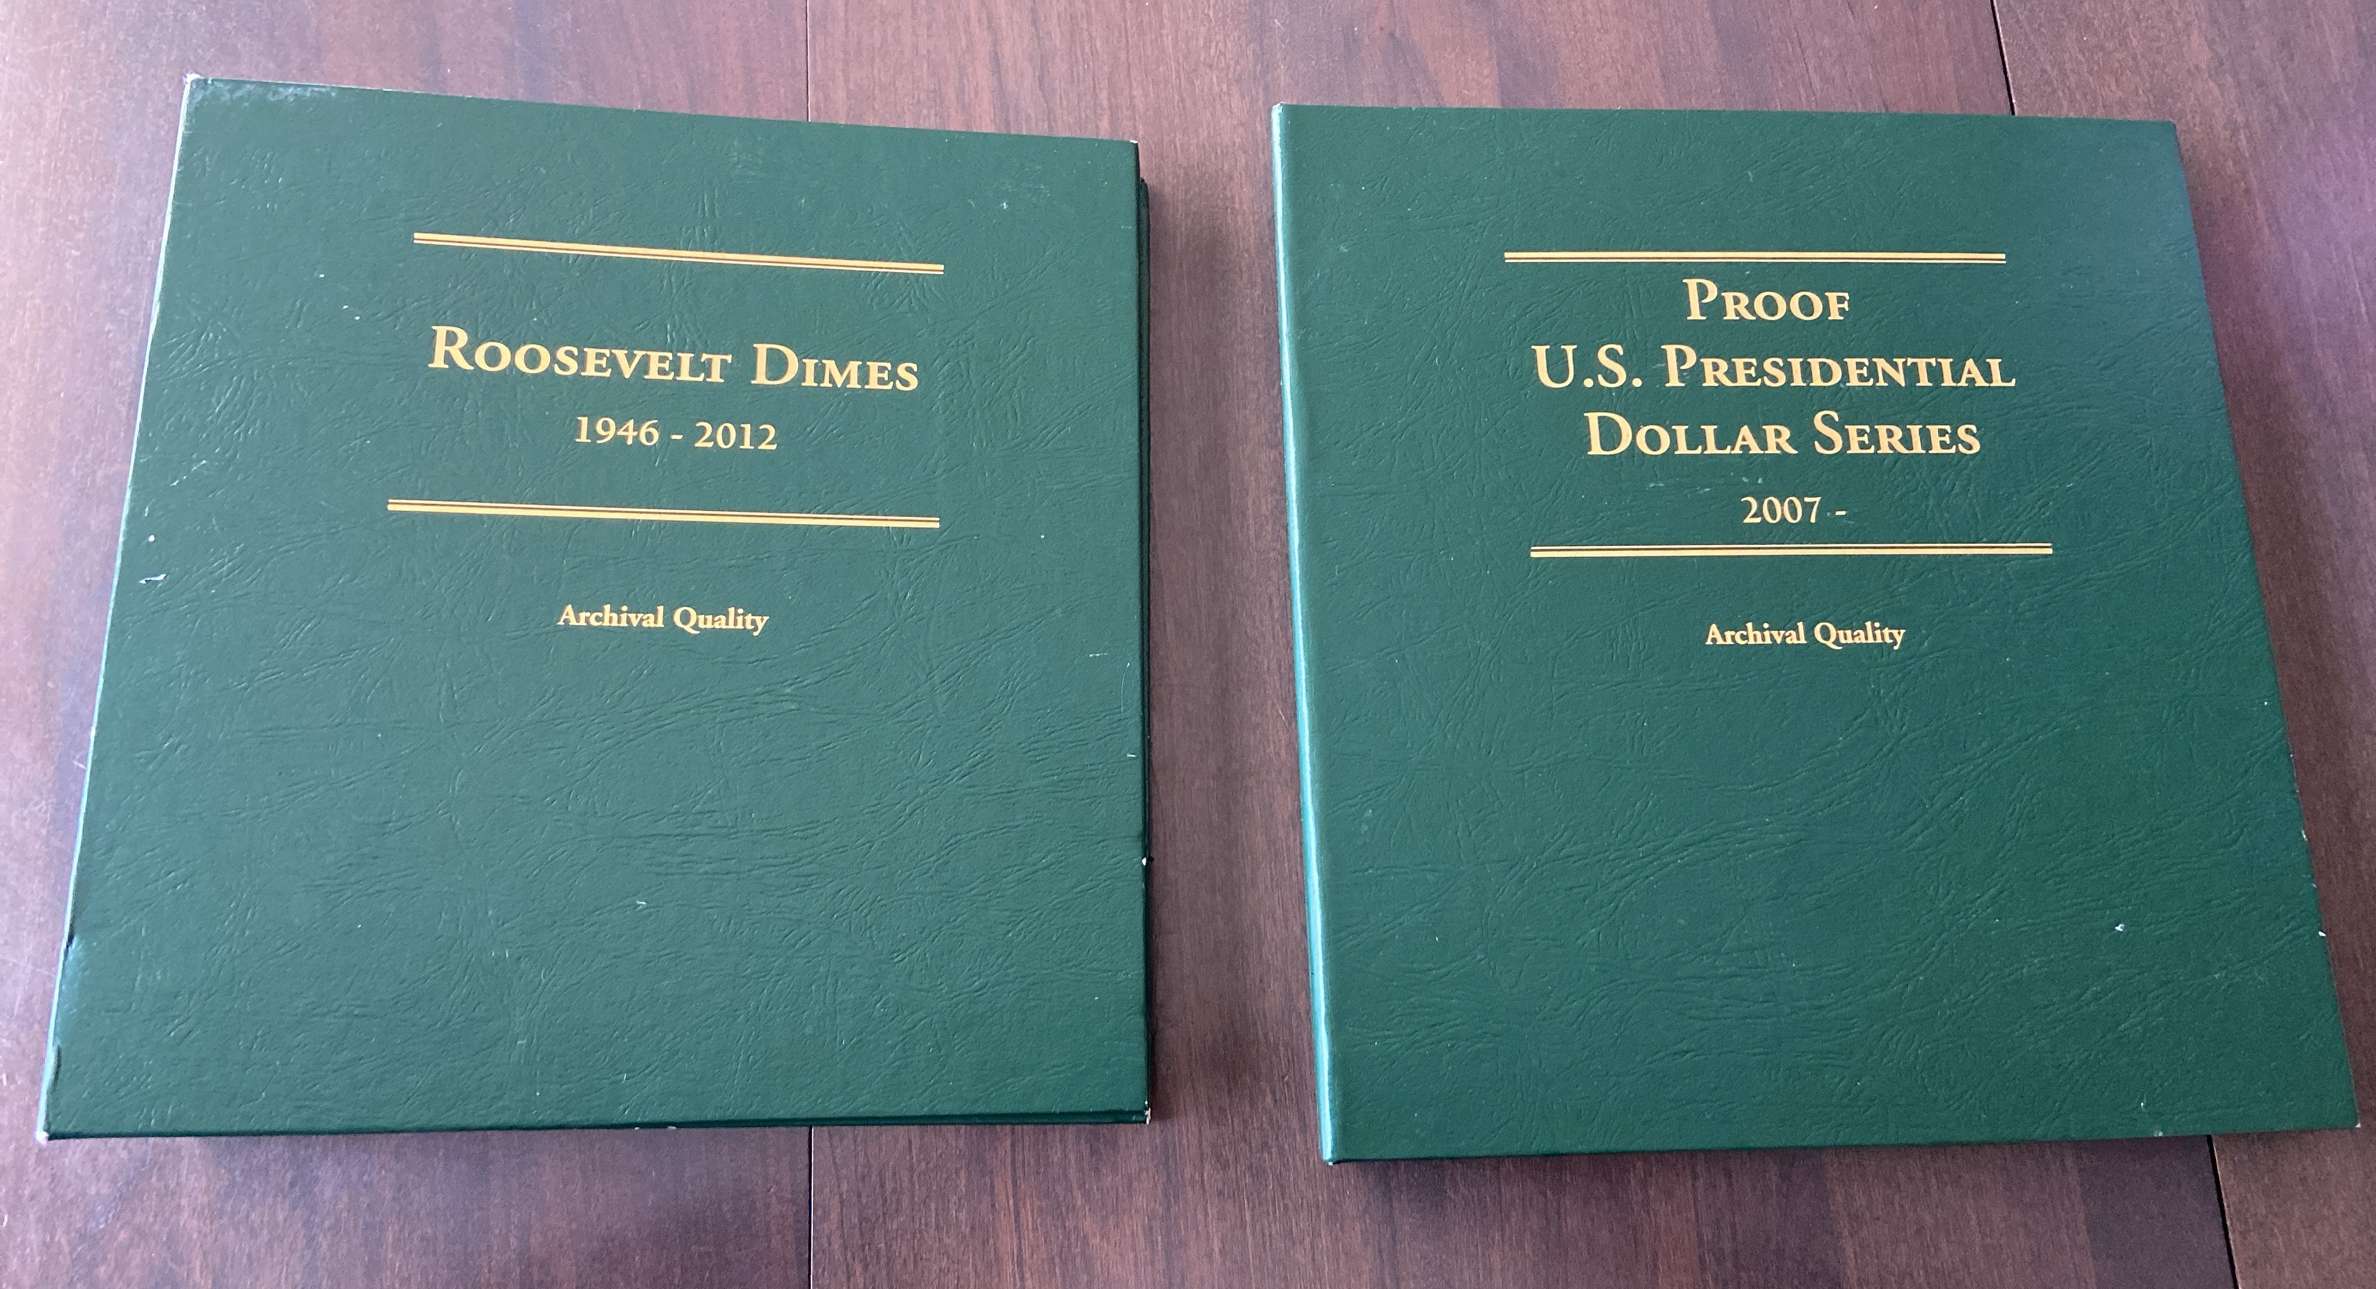 Roosevelt Dimes
1946 - 2012
Archival Quality
Proof
U.S. Presidential
Dollar Series
2007 -
Archival Quality